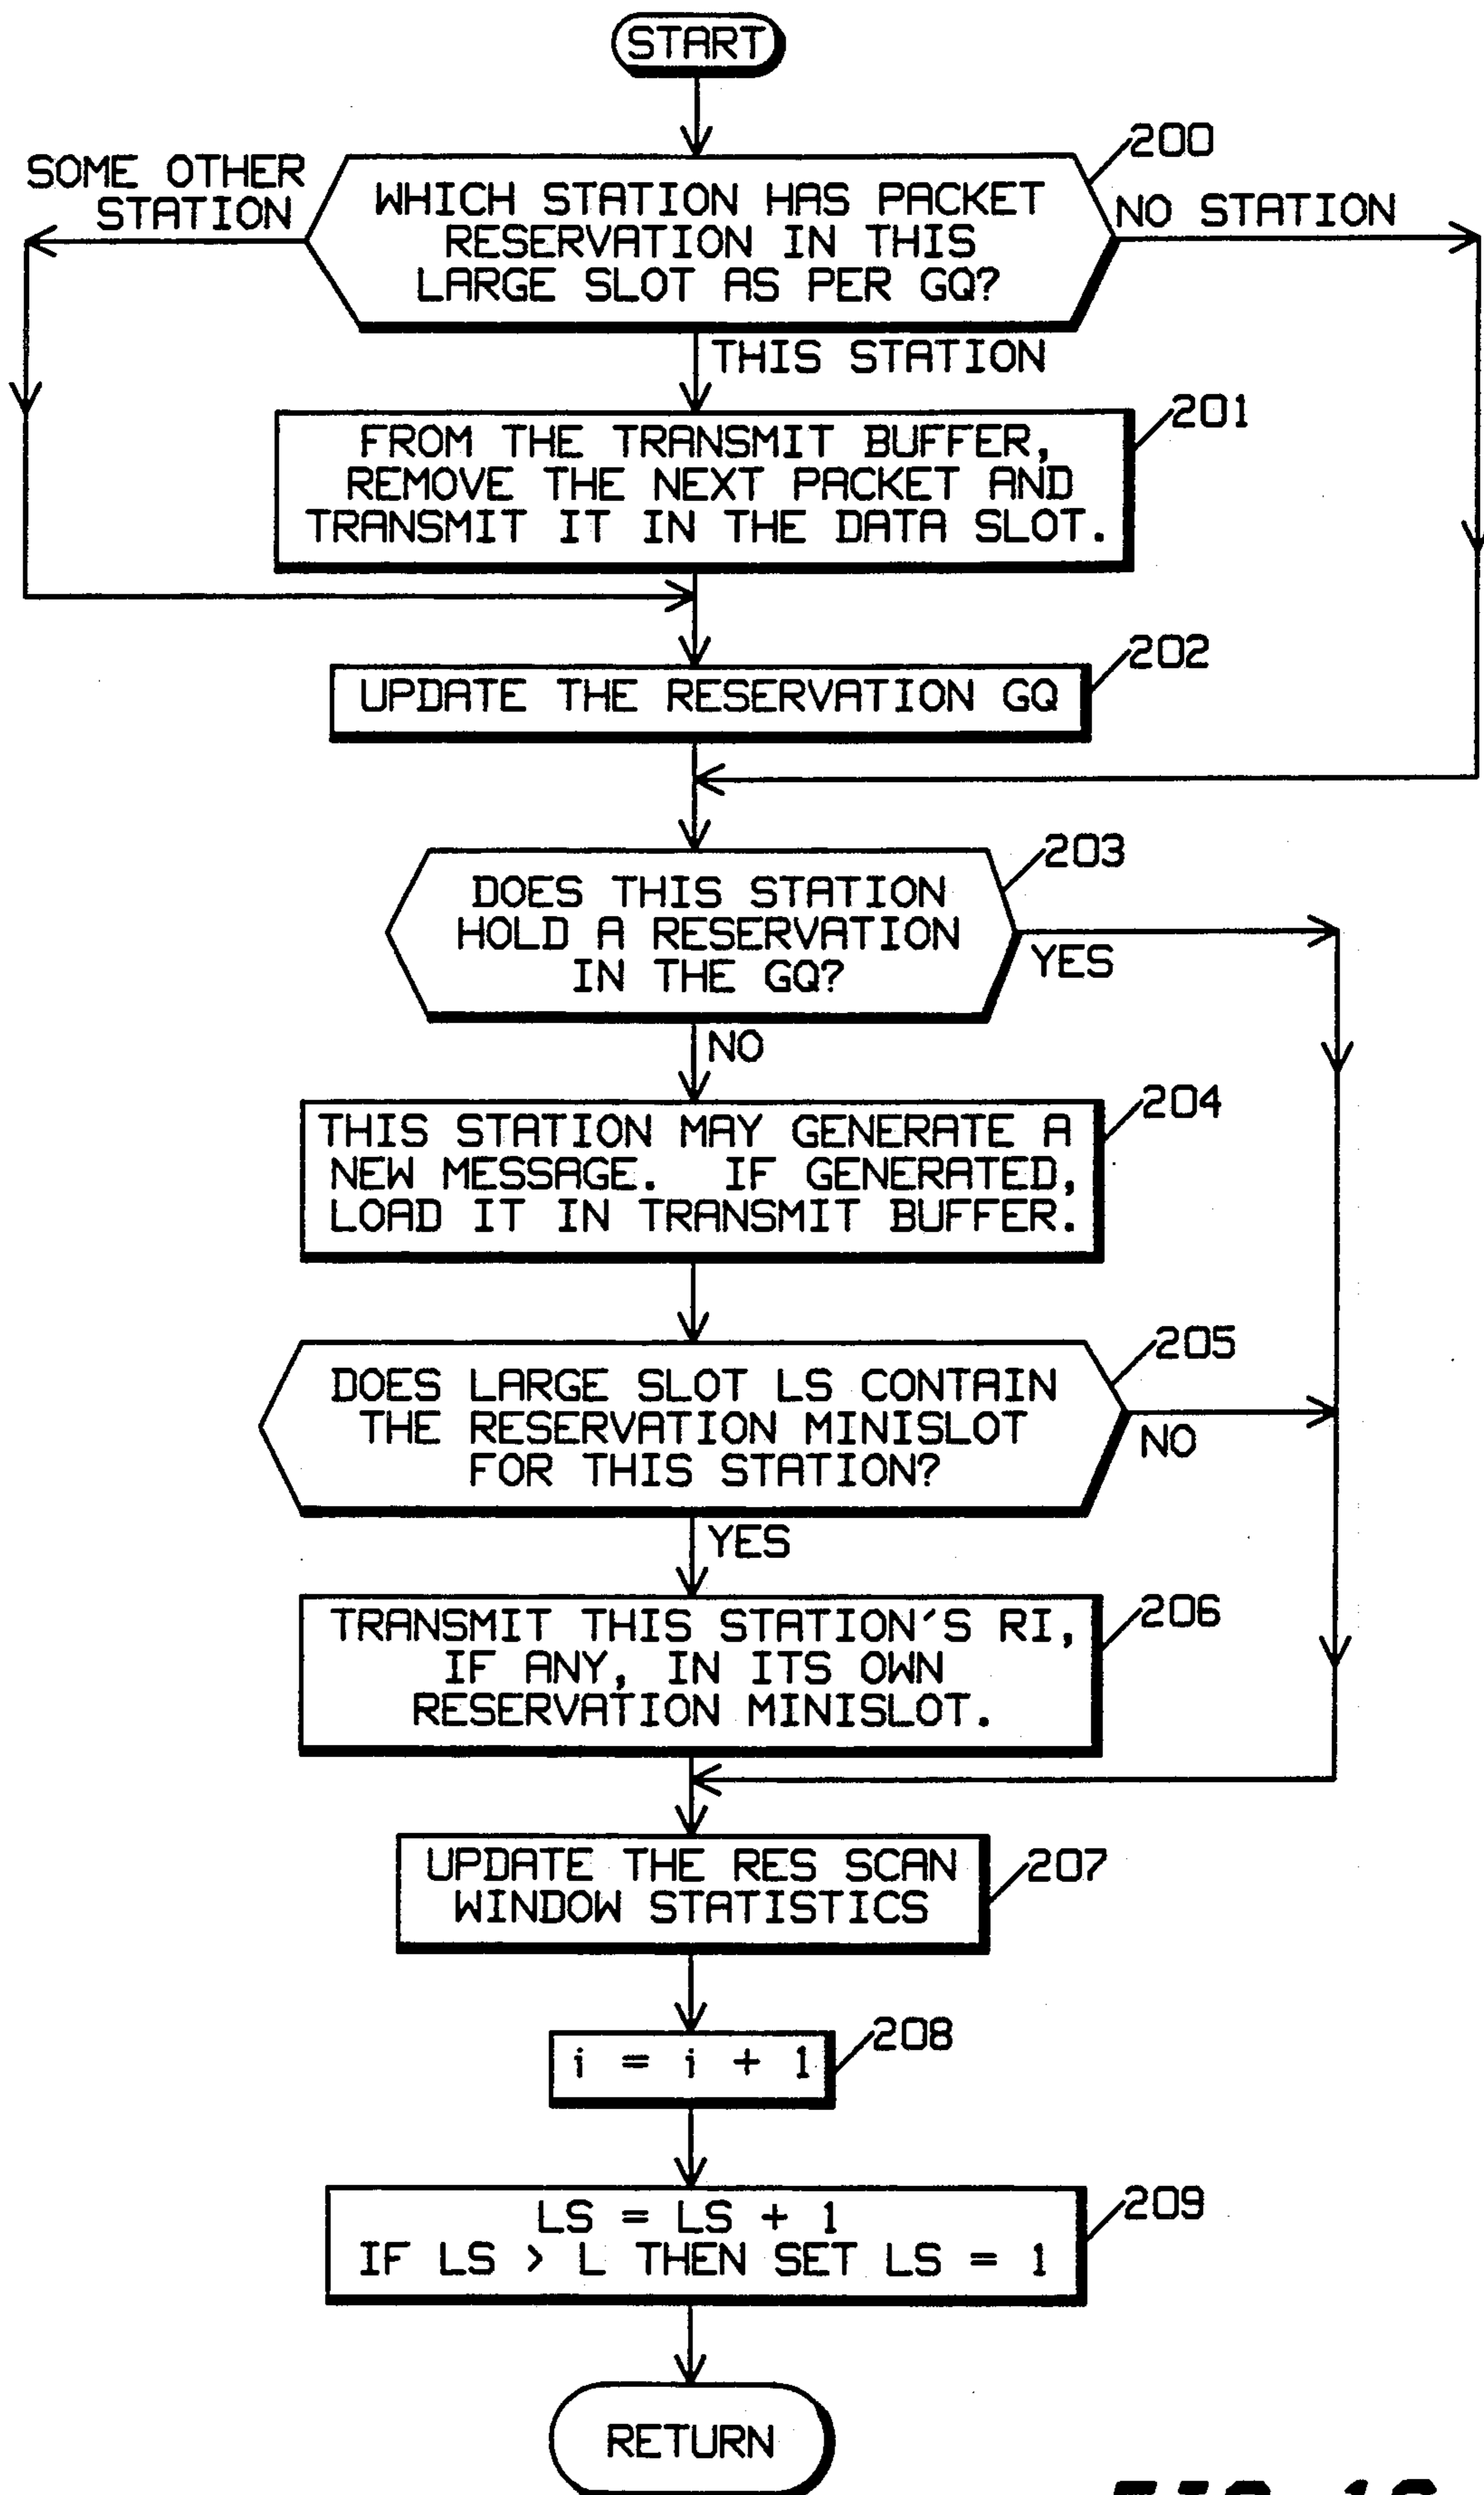 START
200
SOME OTHER
STATION
WHICH STATION HAS PACKET
RESERVATION IN THIS
LARGE SLOT AS PER GQ?
NO STATION
THIS STATION
201
FROM THE TRANSMIT BUFFER,
REMOVE THE NEXT PACKET AND
TRANSMIT IT IN THE DATA SLOT.
202
UPDATE THE RESERVATION GQ
203
DOES THIS STATION
HOLD A RESERVATION
IN THE GQ?
YES
NO
204
THIS STATION MAY GENERATE A
NEW MESSAGE. IF GENERATED,
LOAD IT IN TRANSMIT BUFFER.
205
DOES LARGE SLOT LS CONTAIN
THE RESERVATION MINISLOT
FOR THIS STATION?
NO
YES
206
TRANSMIT THIS STATION'S RI,
IF ANY, IN ITS OWN
RESERVATION MINISLOT.
207
UPDATE THE RES SCAN
WINDOW STATISTICS
208
i = i + 1
209
LS = LS + 1
IF LS > L THEN SET LS = 1
RETURN